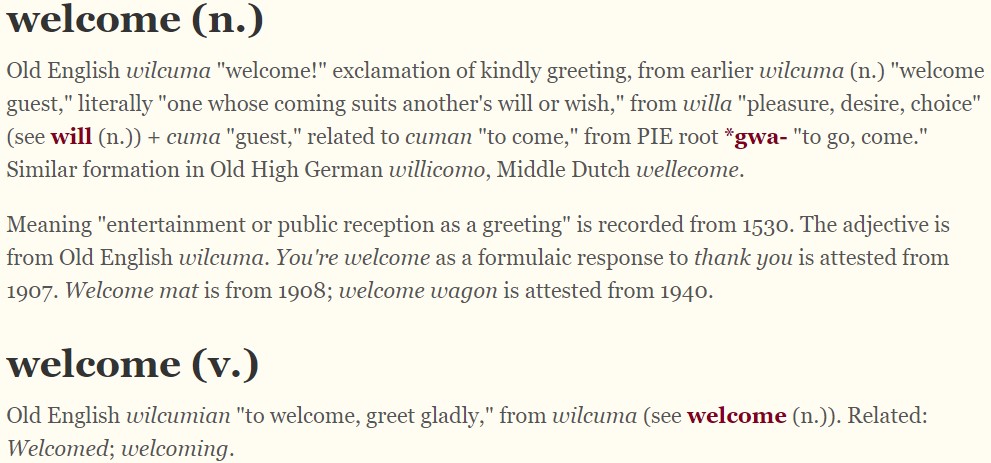 welcome (n.)
Old English wilcuma "welcome!" exclamation of kindly greeting, from earlier wilcuma (n.) "welcome
guest," literally "one whose coming suits another's will or wish," from willa "pleasure, desire, choice"
(see will (n.)) + cuma "guest," related to cuman "to come," from PIE root *gwa- "to go, come."
Similar formation in Old High German willicomo, Middle Dutch wellecome.
Meaning "entertainment or public reception as a greeting" is recorded from 1530. The adjective is
from Old English wilcuma. You're welcome as a formulaic response to thank you is attested from
1907. Welcome mat is from 1908; welcome wagon is attested from 1940.
welcome (v.)
Old English wilcumian "to welcome, greet gladly," from wilcuma (see welcome (n.)). Related:
Welcomed; welcoming.